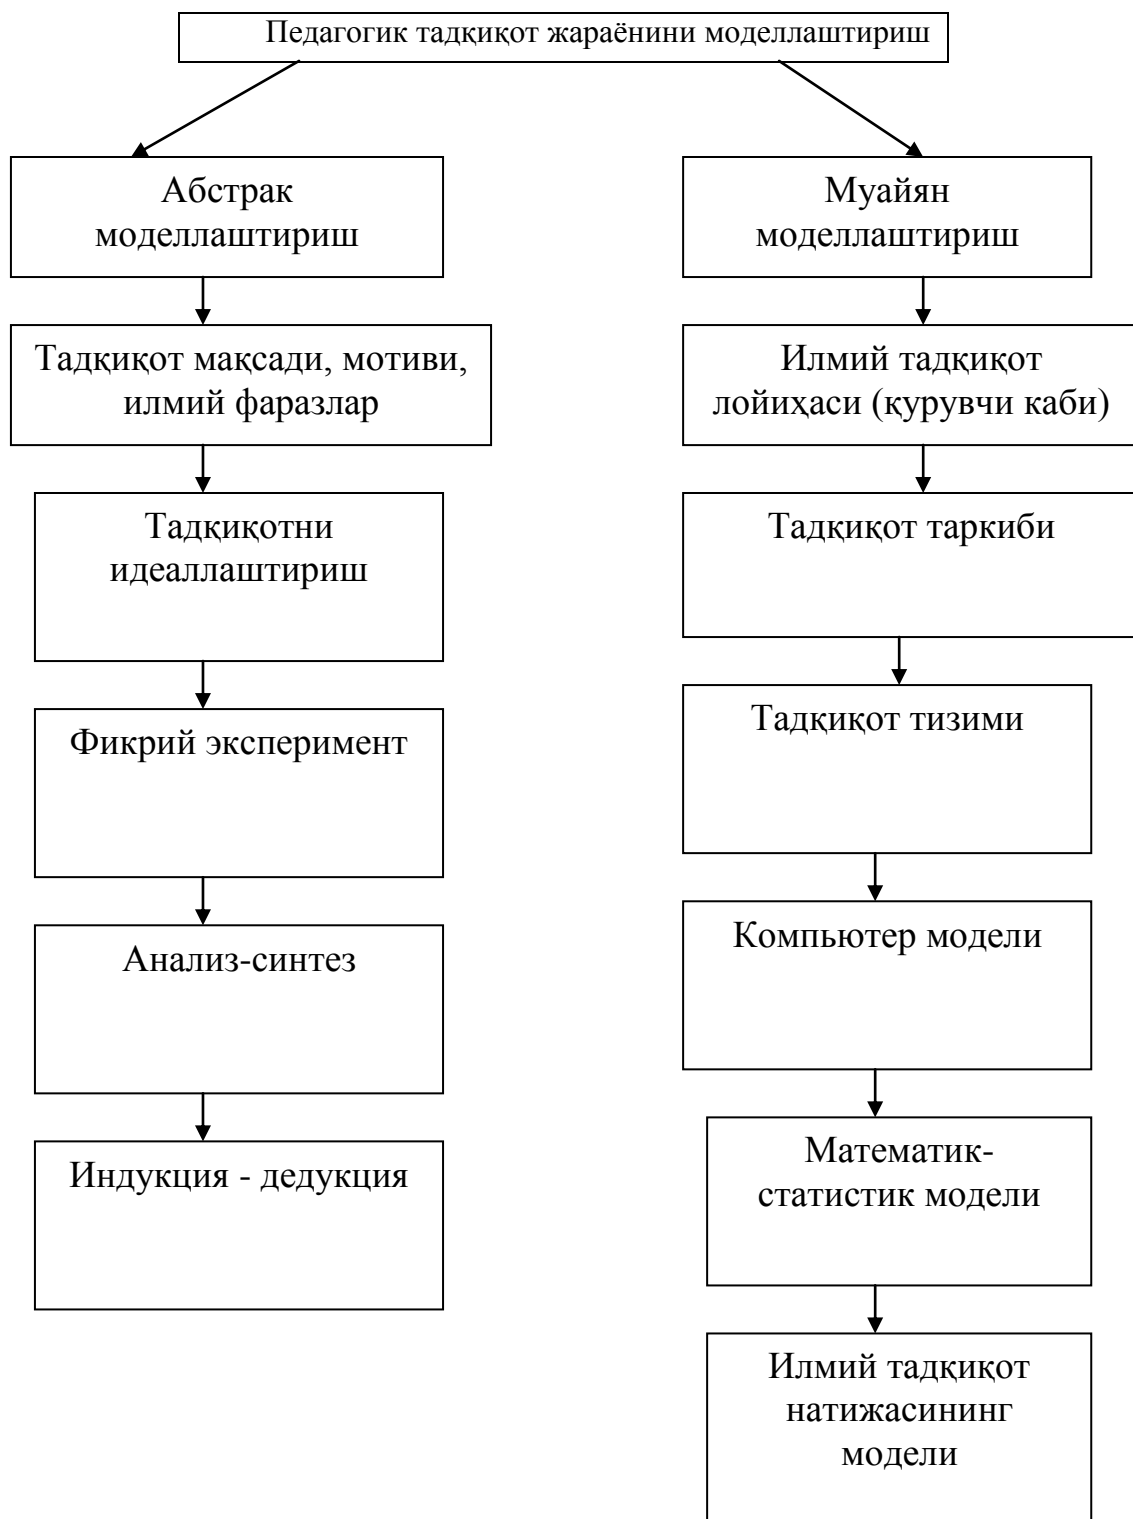 Педагогик тадқиқот жараёнини моделлаштириш
Абстрак
моделлаштириш
Тадқиқот мақсади, мотиви,
илмий фаразлар
Тадқиқотни
идеаллаштириш
Фикрий эксперимент
Анализ-синтез
Индукция - дедукция
Муайян
моделлаштириш
Илмий тадқиқот
лойиҳаси (қурувчи каби)
Тадқиқот таркиби
Тадқиқот тизими
Компьютер модели
Математик-
статистик модели
Илмий тадқиқот
натижасининг
модели